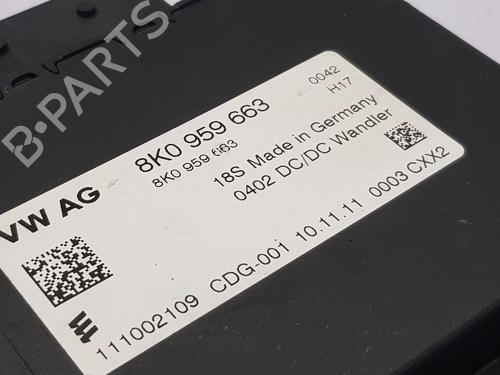 B-PARTS
VW AG
8K0 959 663
8K0 959 663
0042
H17
18S Made in Germany
0402 DC/DC Wandler
111002109 CDG-001 10.11.11 0003 CXX2